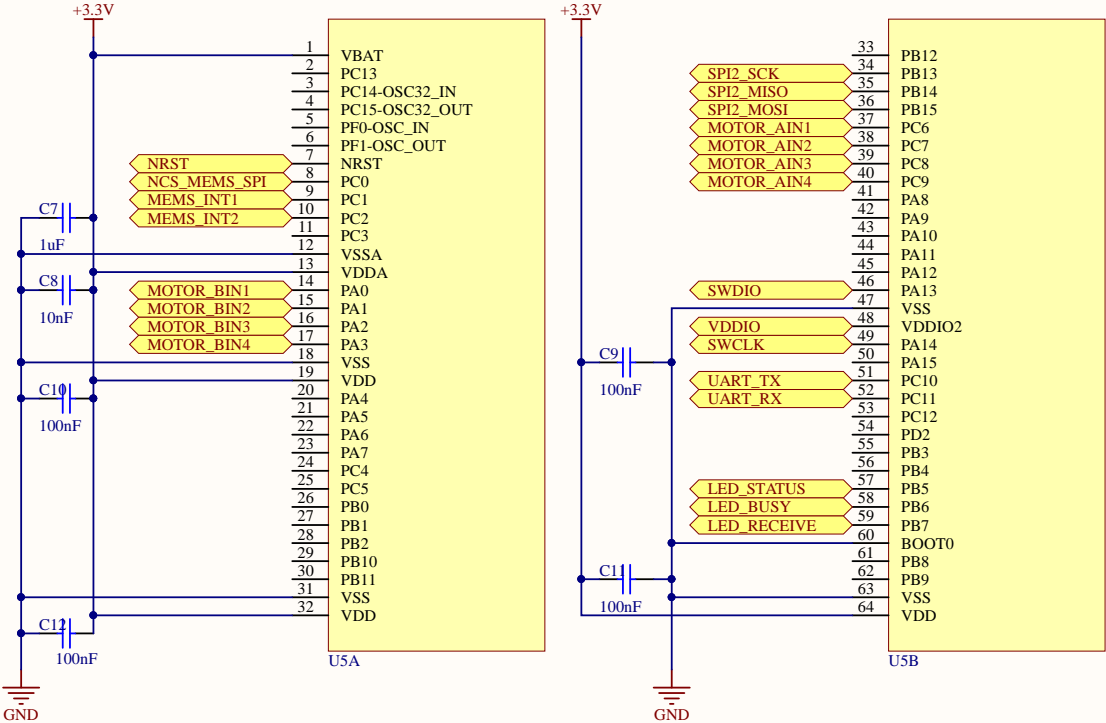 +3.3V
1 VBAT
2 PC13
3 PC14-OSC32_IN
4 PC15-OSC32_OUT
5 PF0-OSC_IN
6 PF1-OSC_OUT
NRST 7 NRST
NCS_MEMS_SPI 8 PC0
MEMS_INT1 9 PC1
MEMS_INT2 10 PC2
C7
1uF
11 PC3
12 VSSA
13 VDDA
C8
10nF
MOTOR_BIN1 14 PA0
MOTOR_BIN2 15 PA1
MOTOR_BIN3 16 PA2
MOTOR_BIN4 17 PA3
18 VSS
19 VDD
C10
100nF
20 PA4
21 PA5
22 PA6
23 PA7
24 PC4
25 PC5
26 PB0
27 PB1
28 PB2
29 PB10
30 PB11
31 VSS
32 VDD
C12
100nF
U5A
GND
+3.3V
33 PB12
SPI2_SCK 34 PB13
SPI2_MISO 35 PB14
SPI2_MOSI 36 PB15
MOTOR_AIN1 37 PC6
MOTOR_AIN2 38 PC7
MOTOR_AIN3 39 PC8
MOTOR_AIN4 40 PC9
41 PA8
42 PA9
43 PA10
44 PA11
45 PA12
SWDIO 46 PA13
47 VSS
VDDIO 48 VDDIO2
SWCLK 49 PA14
C9
100nF
50 PA15
UART_TX 51 PC10
UART_RX 52 PC11
53 PC12
54 PD2
55 PB3
56 PB4
LED_STATUS 57 PB5
LED_BUSY 58 PB6
LED_RECEIVE 59 PB7
60 BOOT0
61 PB8
62 PB9
C11
100nF
63 VSS
64 VDD
U5B
GND